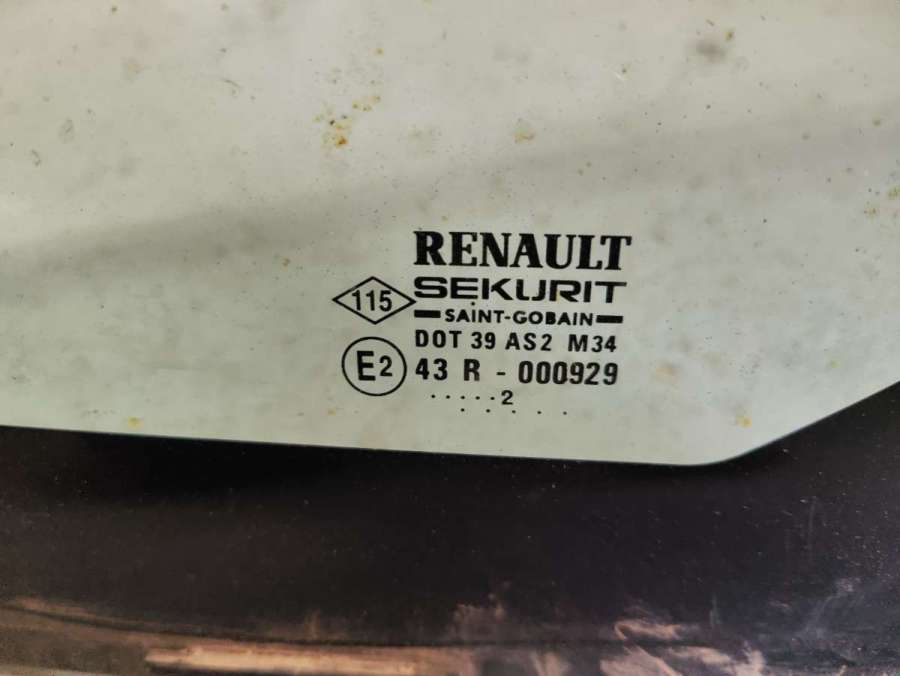 RENAULT
115 SEKURIT
SAINT-GOBAIN
DOT 39 AS2 M34
E2 43 R - 000929
.....2
. . . . . .